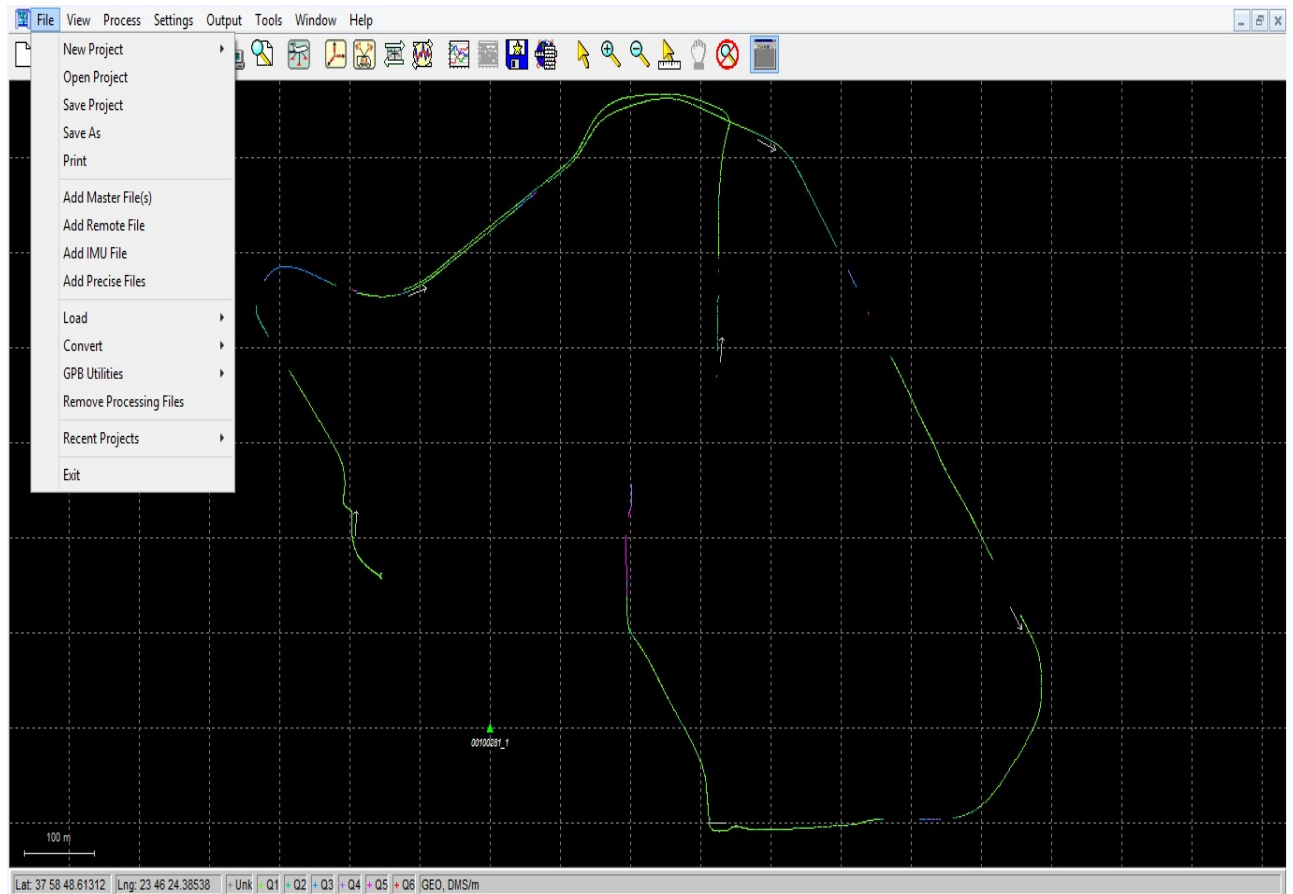 File View Process Settings Output Tools Window Help
New Project
Open Project
Save Project
Save As
Print
Add Master File(s)
Add Remote File
Add IMU File
Add Precise Files
Load
Convert
GPB Utilities
Remove Processing Files
Recent Projects
Exit
00100281_1
100 m
Lat: 37 58 48.61312 Lng: 23 46 24.38538 + Unk + Q1 + Q2 + Q3 + Q4 + Q5 + Q6 GEO, DMS/m